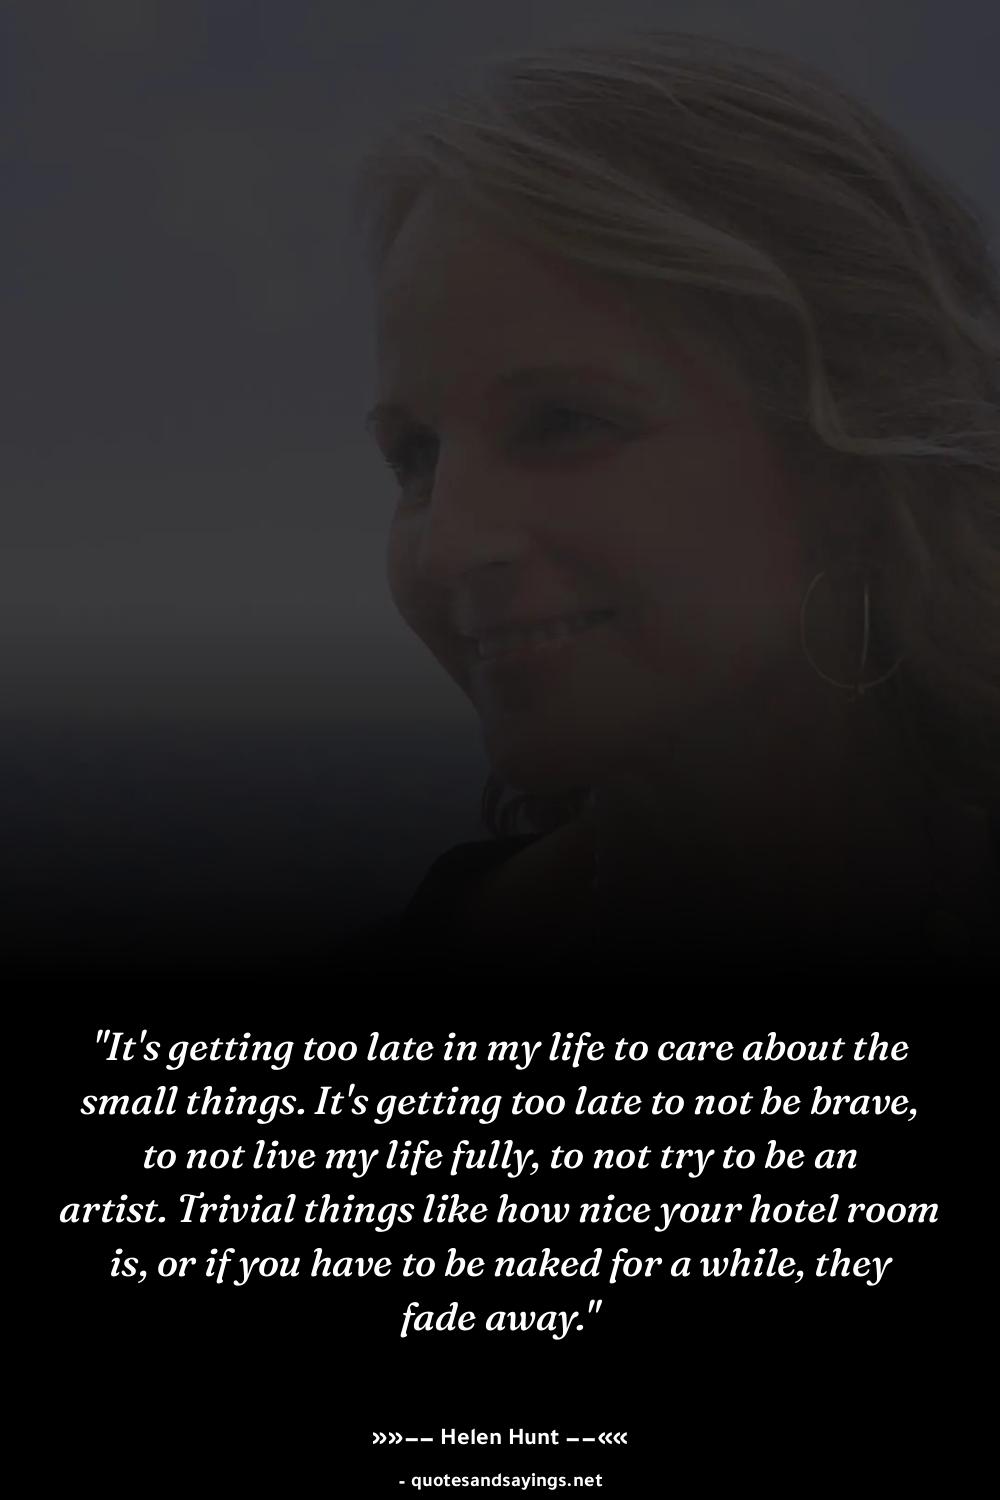 "It's getting too late in my life to care about the
small things. It's getting too late to not be brave,
to not live my life fully, to not try to be an
artist. Trivial things like how nice your hotel room
is, or if you have to be naked for a while, they
fade away."
»»−− Helen Hunt −−««
- quotesandsayings.net